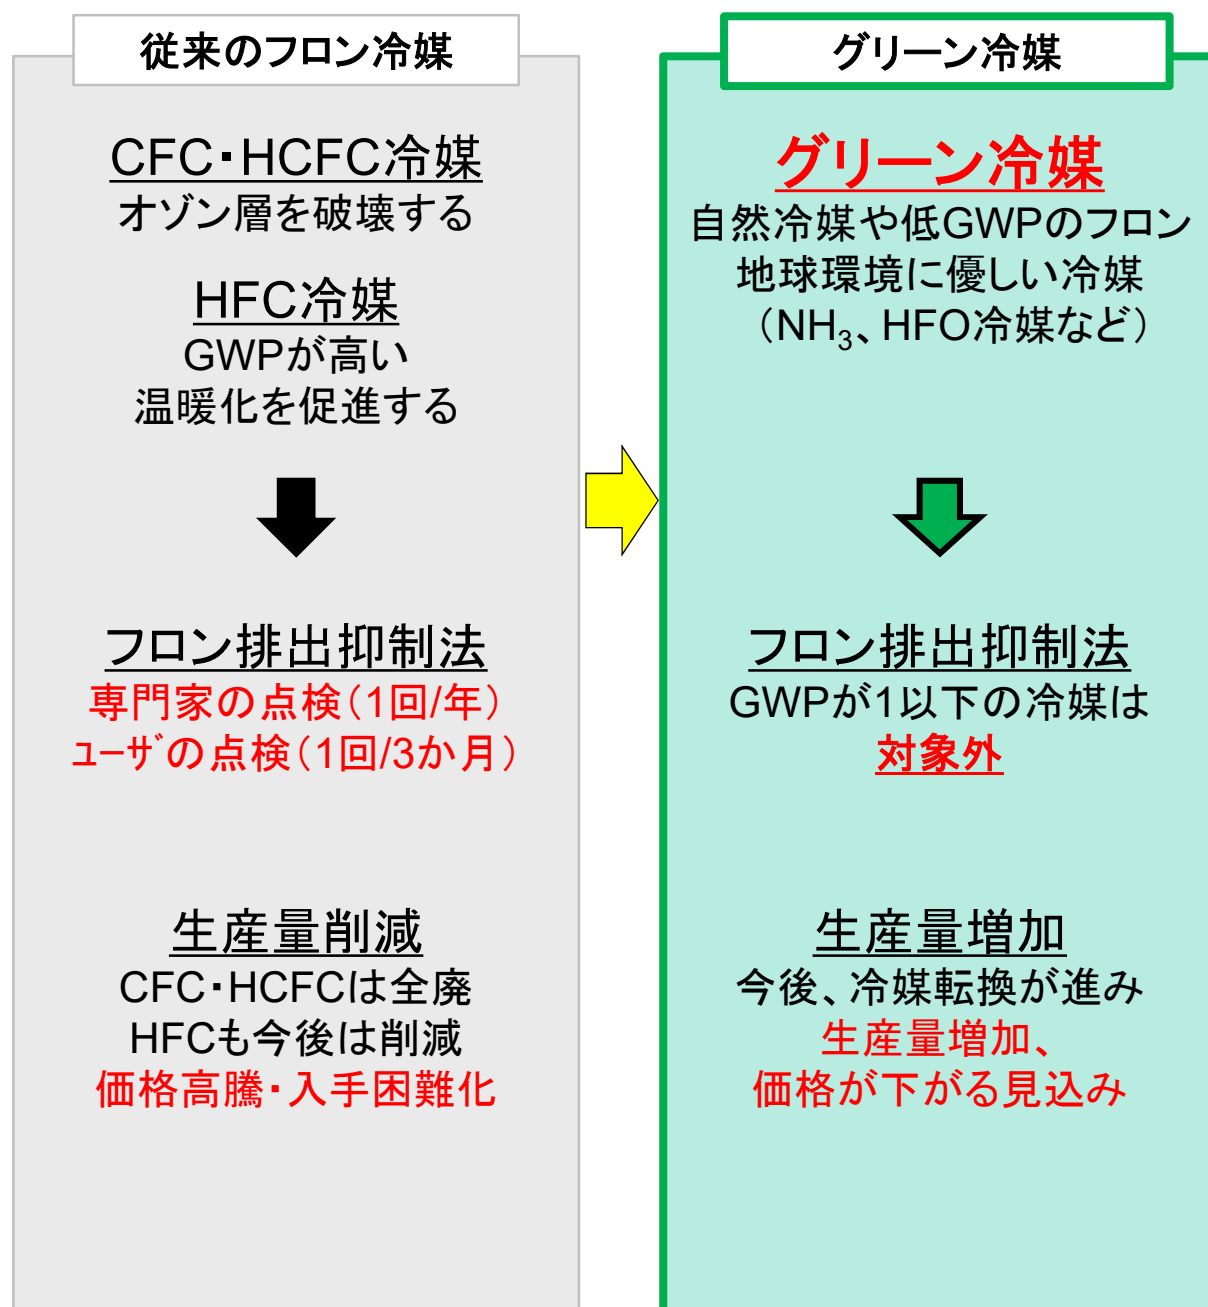 従来のフロン冷媒
CFC・HCFC冷媒
オゾン層を破壊する
HFC冷媒
GWPが高い
温暖化を促進する
フロン排出抑制法
専門家の点検(1回/年)
ﾕｰｻﾞの点検(1回/3か月)
生産量削減
CFC・HCFCは全廃
HFCも今後は削減
価格高騰・入手困難化
グリーン冷媒
グリーン冷媒
自然冷媒や低GWPのフロン
地球環境に優しい冷媒
（NH₃、HFO冷媒など）
フロン排出抑制法
GWPが1以下の冷媒は
対象外
生産量増加
今後、冷媒転換が進み
生産量増加、
価格が下がる見込み